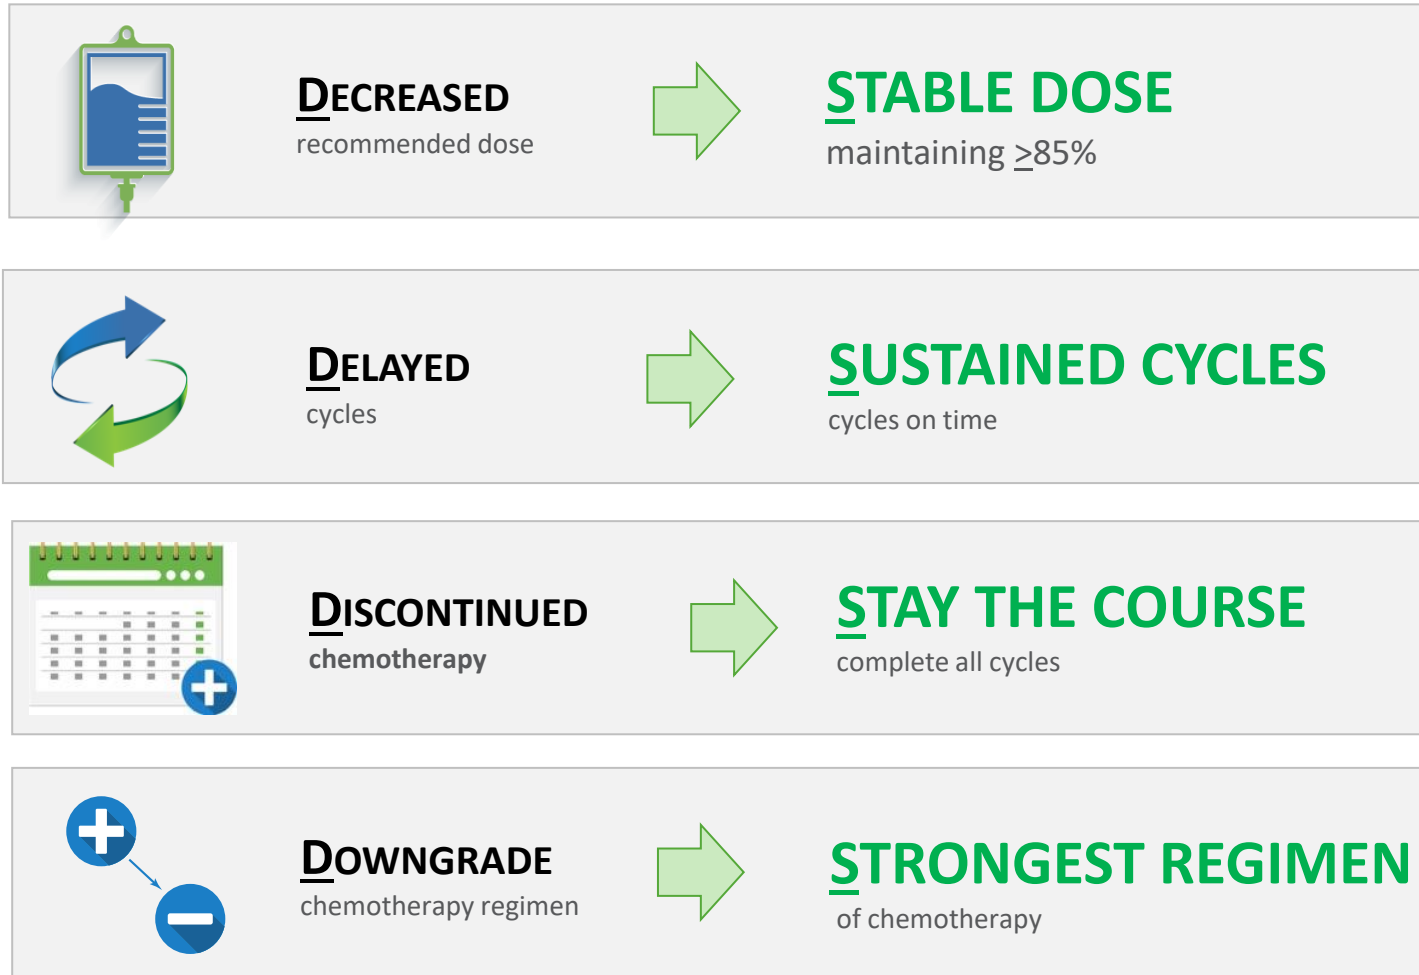 DECREASED
recommended dose
STABLE DOSE
maintaining >85%
DELAYED
cycles
SUSTAINED CYCLES
cycles on time
DISCONTINUED
chemotherapy
STAY THE COURSE
complete all cycles
DOWNGRADE
chemotherapy regimen
STRONGEST REGIMEN
of chemotherapy